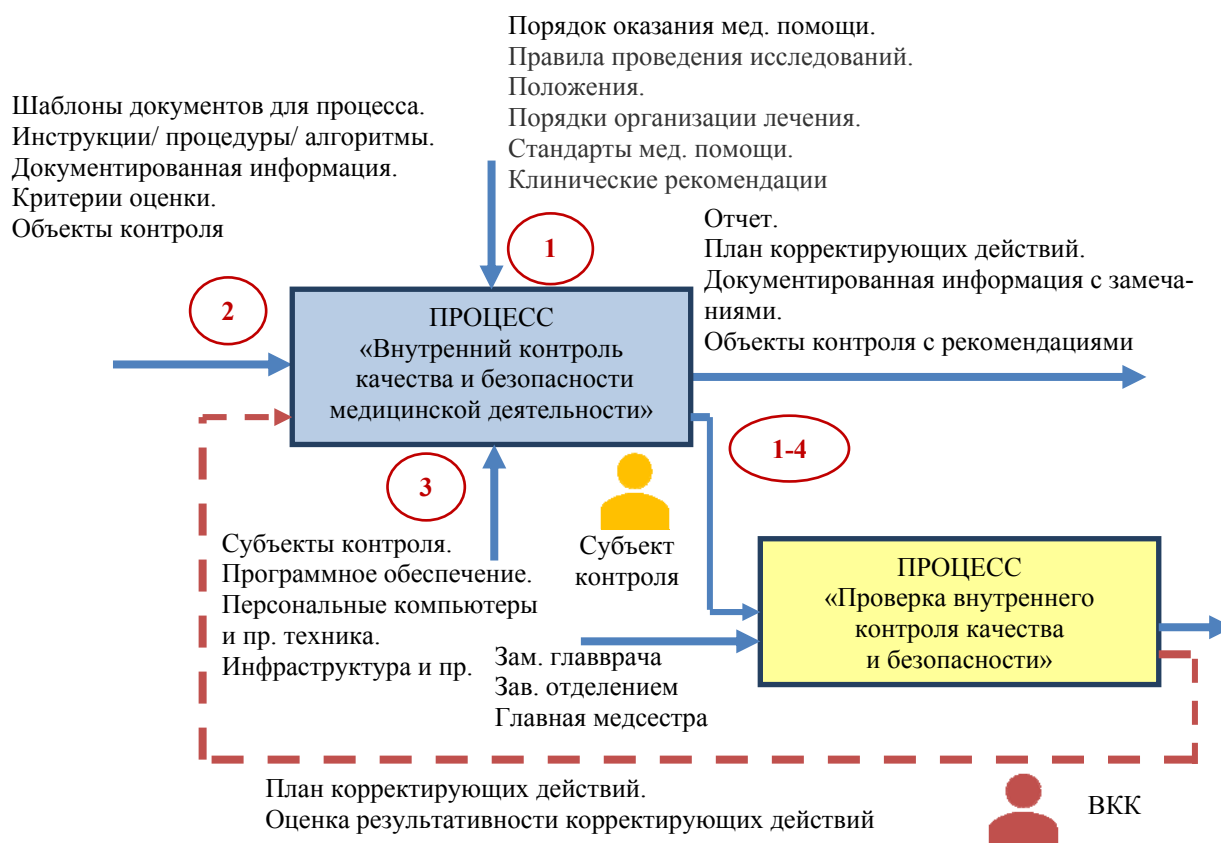 Порядок оказания мед. помощи.
Правила проведения исследований.
Положения.
Порядки организации лечения.
Стандарты мед. помощи.
Клинические рекомендации
Шаблоны документов для процесса.
Инструкции/ процедуры/ алгоритмы.
Документированная информация.
Критерии оценки.
Объекты контроля
1
Отчет.
План корректирующих действий.
Документированная информация с замеча-
ниями.
Объекты контроля с рекомендациями
2
ПРОЦЕСС
«Внутренний контроль
качества и безопасности
медицинской деятельности»
1-4
3
Субъекты контроля.
Программное обеспечение.
Персональные компьютеры
и пр. техника.
Инфраструктура и пр.
Субъект
контроля
ПРОЦЕСС
«Проверка внутреннего
контроля качества
и безопасности»
Зам. главврача
Зав. отделением
Главная медсестра
План корректирующих действий.
Оценка результативности корректирующих действий
ВКК